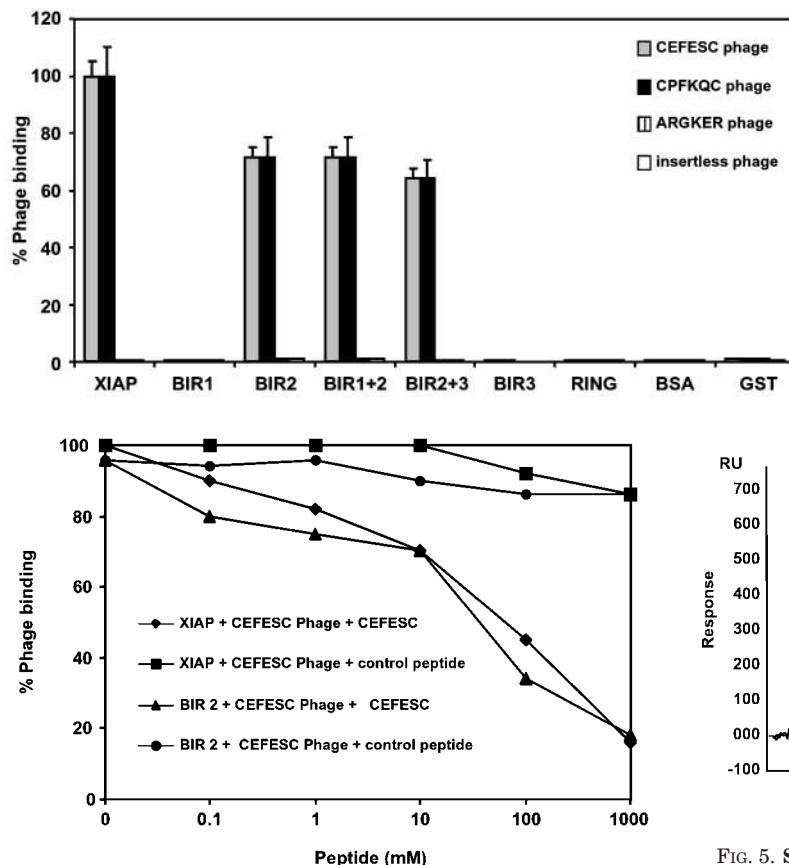 % Phage binding
120
100
80
60
40
20
0
CEFESC phage
CPFKQC phage
ARGKER phage
insertless phage
XIAP BIR1 BIR2 BIR1+2 BIR2+3 BIR3 RING BSA GST
% Phage binding
100
80
60
40
20
0
XIAP + CEFESC Phage + CEFESC
XIAP + CEFESC Phage + control peptide
BIR 2 + CEFESC Phage + CEFESC
BIR 2 + CEFESC Phage + control peptide
0 0.1 1 10 100 1000
Peptide (mM)
RU
Response
700
600
500
400
300
200
100
000
-100
FIG. 5. S